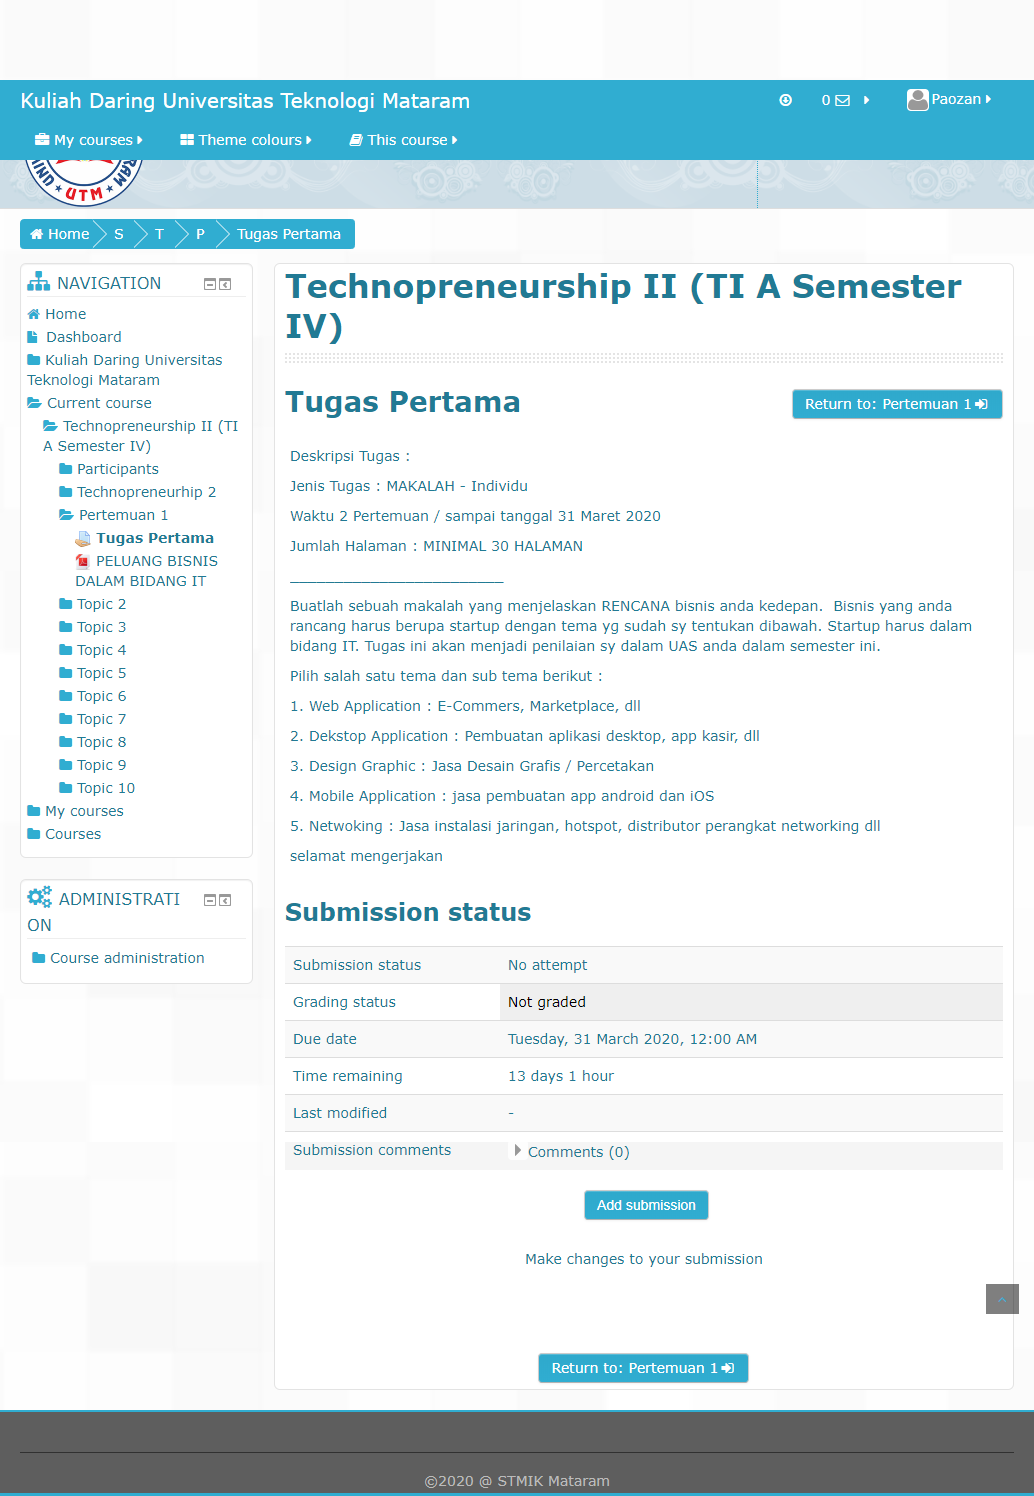 Kuliah Daring Universitas Teknologi Mataram
0
Paozan
My courses
Theme colours
This course
UTM
Home
S
T
P
Tugas Pertama
NAVIGATION
Home
Dashboard
Kuliah Daring Universitas
Teknologi Mataram
Current course
Technopreneurship II (TI
A Semester IV)
Participants
Technopreneurhip 2
Pertemuan 1
Tugas Pertama
PELUANG BISNIS
DALAM BIDANG IT
Topic 2
Topic 3
Topic 4
Topic 5
Topic 6
Topic 7
Topic 8
Topic 9
Topic 10
My courses
Courses
ADMINISTRATI
ON
Course administration
Technopreneurship II (TI A Semester
IV)
Tugas Pertama
Return to: Pertemuan 1
Deskripsi Tugas :
Jenis Tugas : MAKALAH - Individu
Waktu 2 Pertemuan / sampai tanggal 31 Maret 2020
Jumlah Halaman : MINIMAL 30 HALAMAN
________________________
Buatlah sebuah makalah yang menjelaskan RENCANA bisnis anda kedepan.  Bisnis yang anda
rancang harus berupa startup dengan tema yg sudah sy tentukan dibawah. Startup harus dalam
bidang IT. Tugas ini akan menjadi penilaian sy dalam UAS anda dalam semester ini.
Pilih salah satu tema dan sub tema berikut :
1. Web Application : E-Commers, Marketplace, dll
2. Dekstop Application : Pembuatan aplikasi desktop, app kasir, dll
3. Design Graphic : Jasa Desain Grafis / Percetakan
4. Mobile Application : jasa pembuatan app android dan iOS
5. Netwoking : Jasa instalasi jaringan, hotspot, distributor perangkat networking dll
selamat mengerjakan
Submission status
Submission status No attempt
Grading status Not graded
Due date Tuesday, 31 March 2020, 12:00 AM
Time remaining 13 days 1 hour
Last modified -
Submission comments Comments (0)
Add submission
Make changes to your submission
Return to: Pertemuan 1
©2020 @ STMIK Mataram